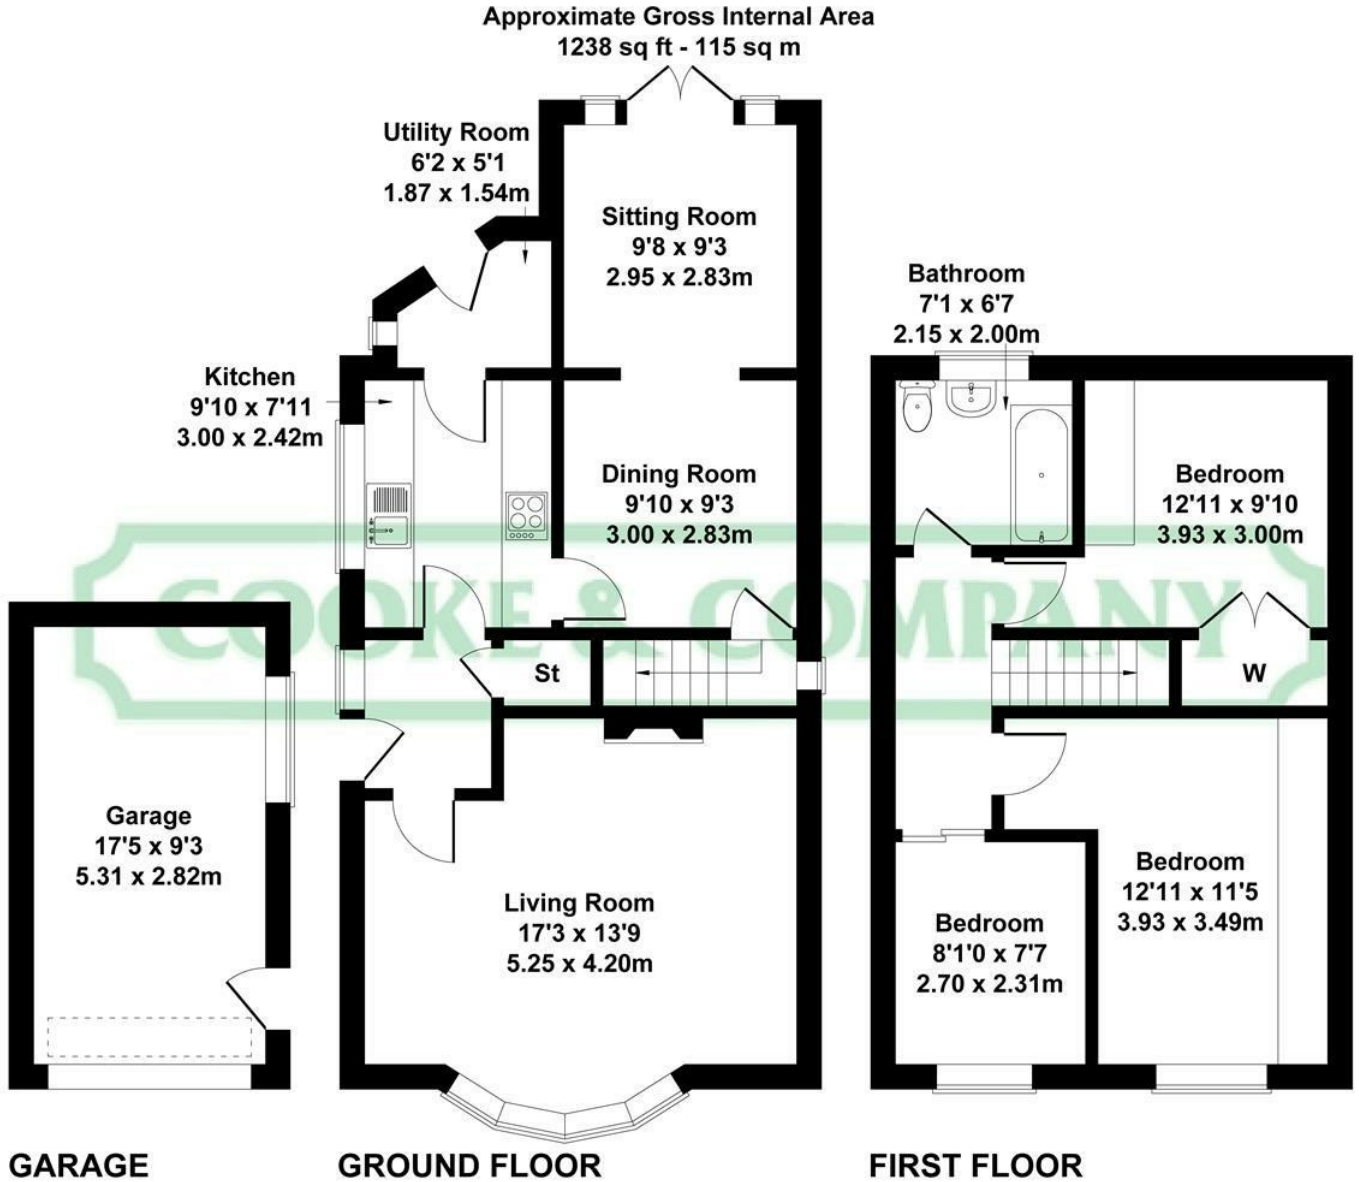 Approximate Gross Internal Area
1238 sq ft - 115 sq m
Utility Room
6'2 x 5'1
1.87 x 1.54m
Sitting Room
9'8 x 9'3
2.95 x 2.83m
Bathroom
7'1 x 6'7
2.15 x 2.00m
Kitchen
9'10 x 7'11
3.00 x 2.42m
Dining Room
9'10 x 9'3
3.00 x 2.83m
Bedroom
12'11 x 9'10
3.93 x 3.00m
COOKE & COMPANY
St
W
Garage
17'5 x 9'3
5.31 x 2.82m
Living Room
17'3 x 13'9
5.25 x 4.20m
Bedroom
8'1'0 x 7'7
2.70 x 2.31m
Bedroom
12'11 x 11'5
3.93 x 3.49m
GARAGE
GROUND FLOOR
FIRST FLOOR